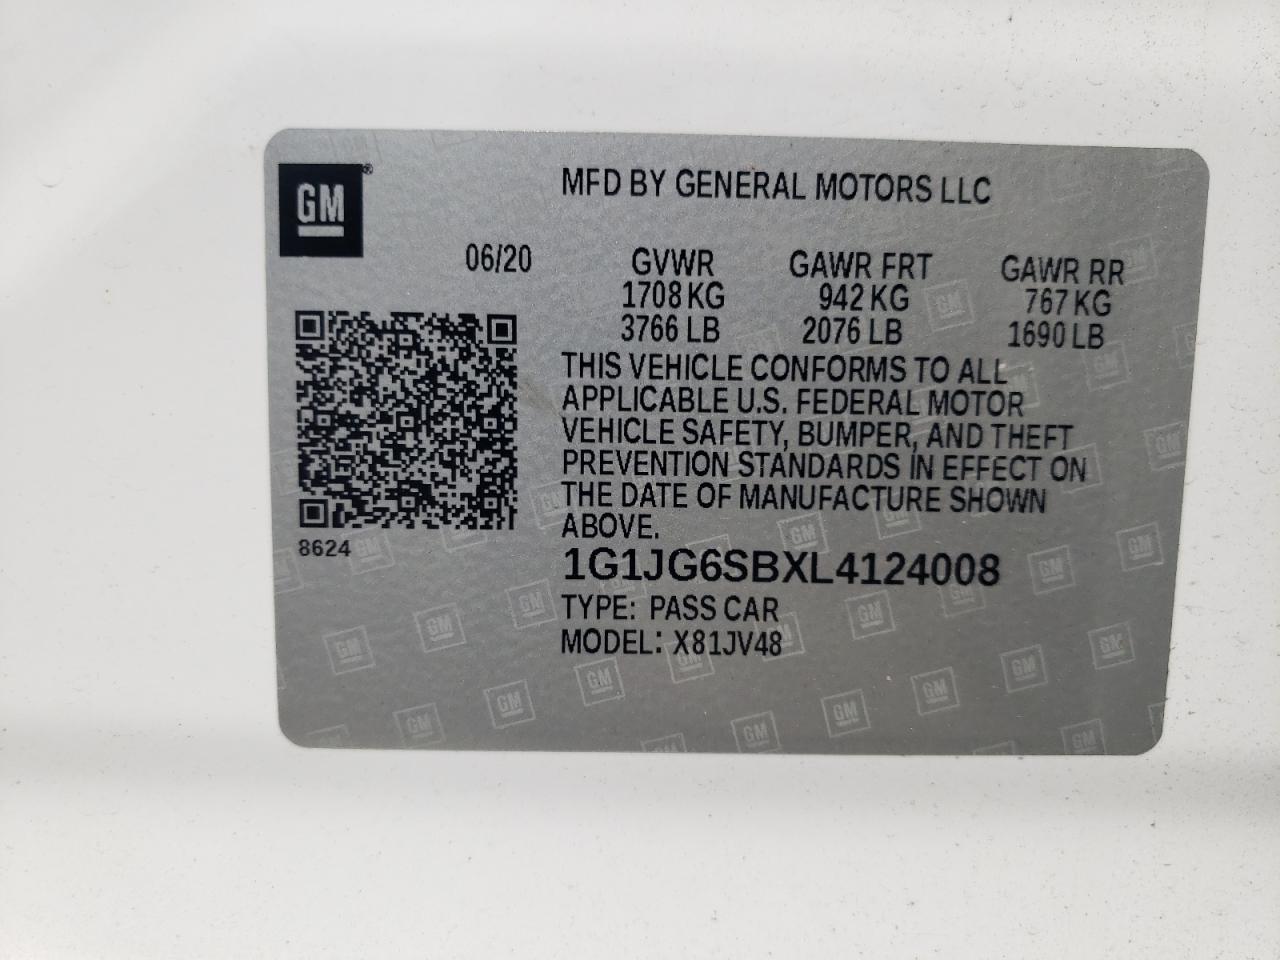 GM®
MFD BY GENERAL MOTORS LLC
06/20 GVWR GAWR FRT GAWR RR
1708 KG 942 KG 767 KG
3766 LB 2076 LB 1690 LB
THIS VEHICLE CONFORMS TO ALL
APPLICABLE U.S. FEDERAL MOTOR
VEHICLE SAFETY, BUMPER, AND THEFT
PREVENTION STANDARDS IN EFFECT ON
THE DATE OF MANUFACTURE SHOWN
ABOVE.
8624
1G1JG6SBXL4124008
TYPE: PASS CAR
MODEL: X81JV48